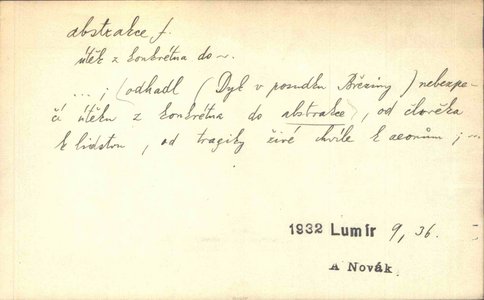 abstrakce f.
útěk z konkrétna do ~.
... ; (odhadl (Dyk v posudku Březiny) nebezpe-
čí útěku z konkrétna do abstrakce), od člověka
k lidstvu, od tragiky živé chvíle k aeonům; ...
1932 Lumír 9, 36.
A Novák